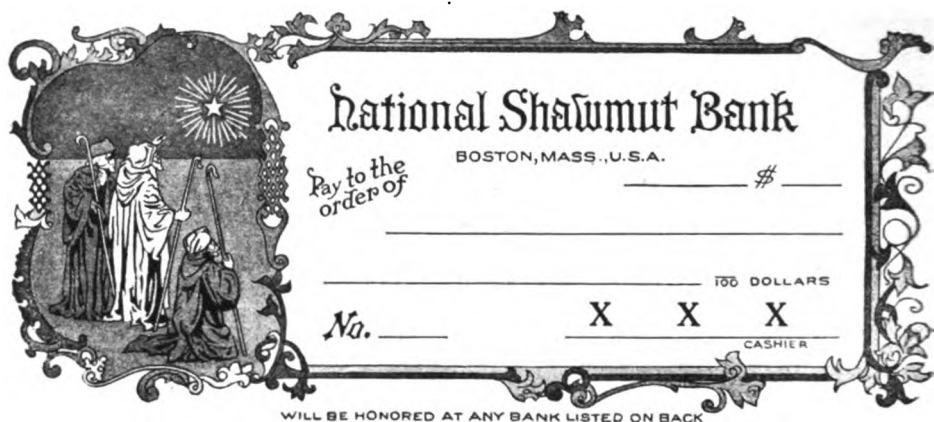 National Shawmut Bank
BOSTON, MASS., U.S.A.
Pay to the
order of
$
100 DOLLARS
No.
X X X
CASHIER
WILL BE HONORED AT ANY BANK LISTED ON BACK